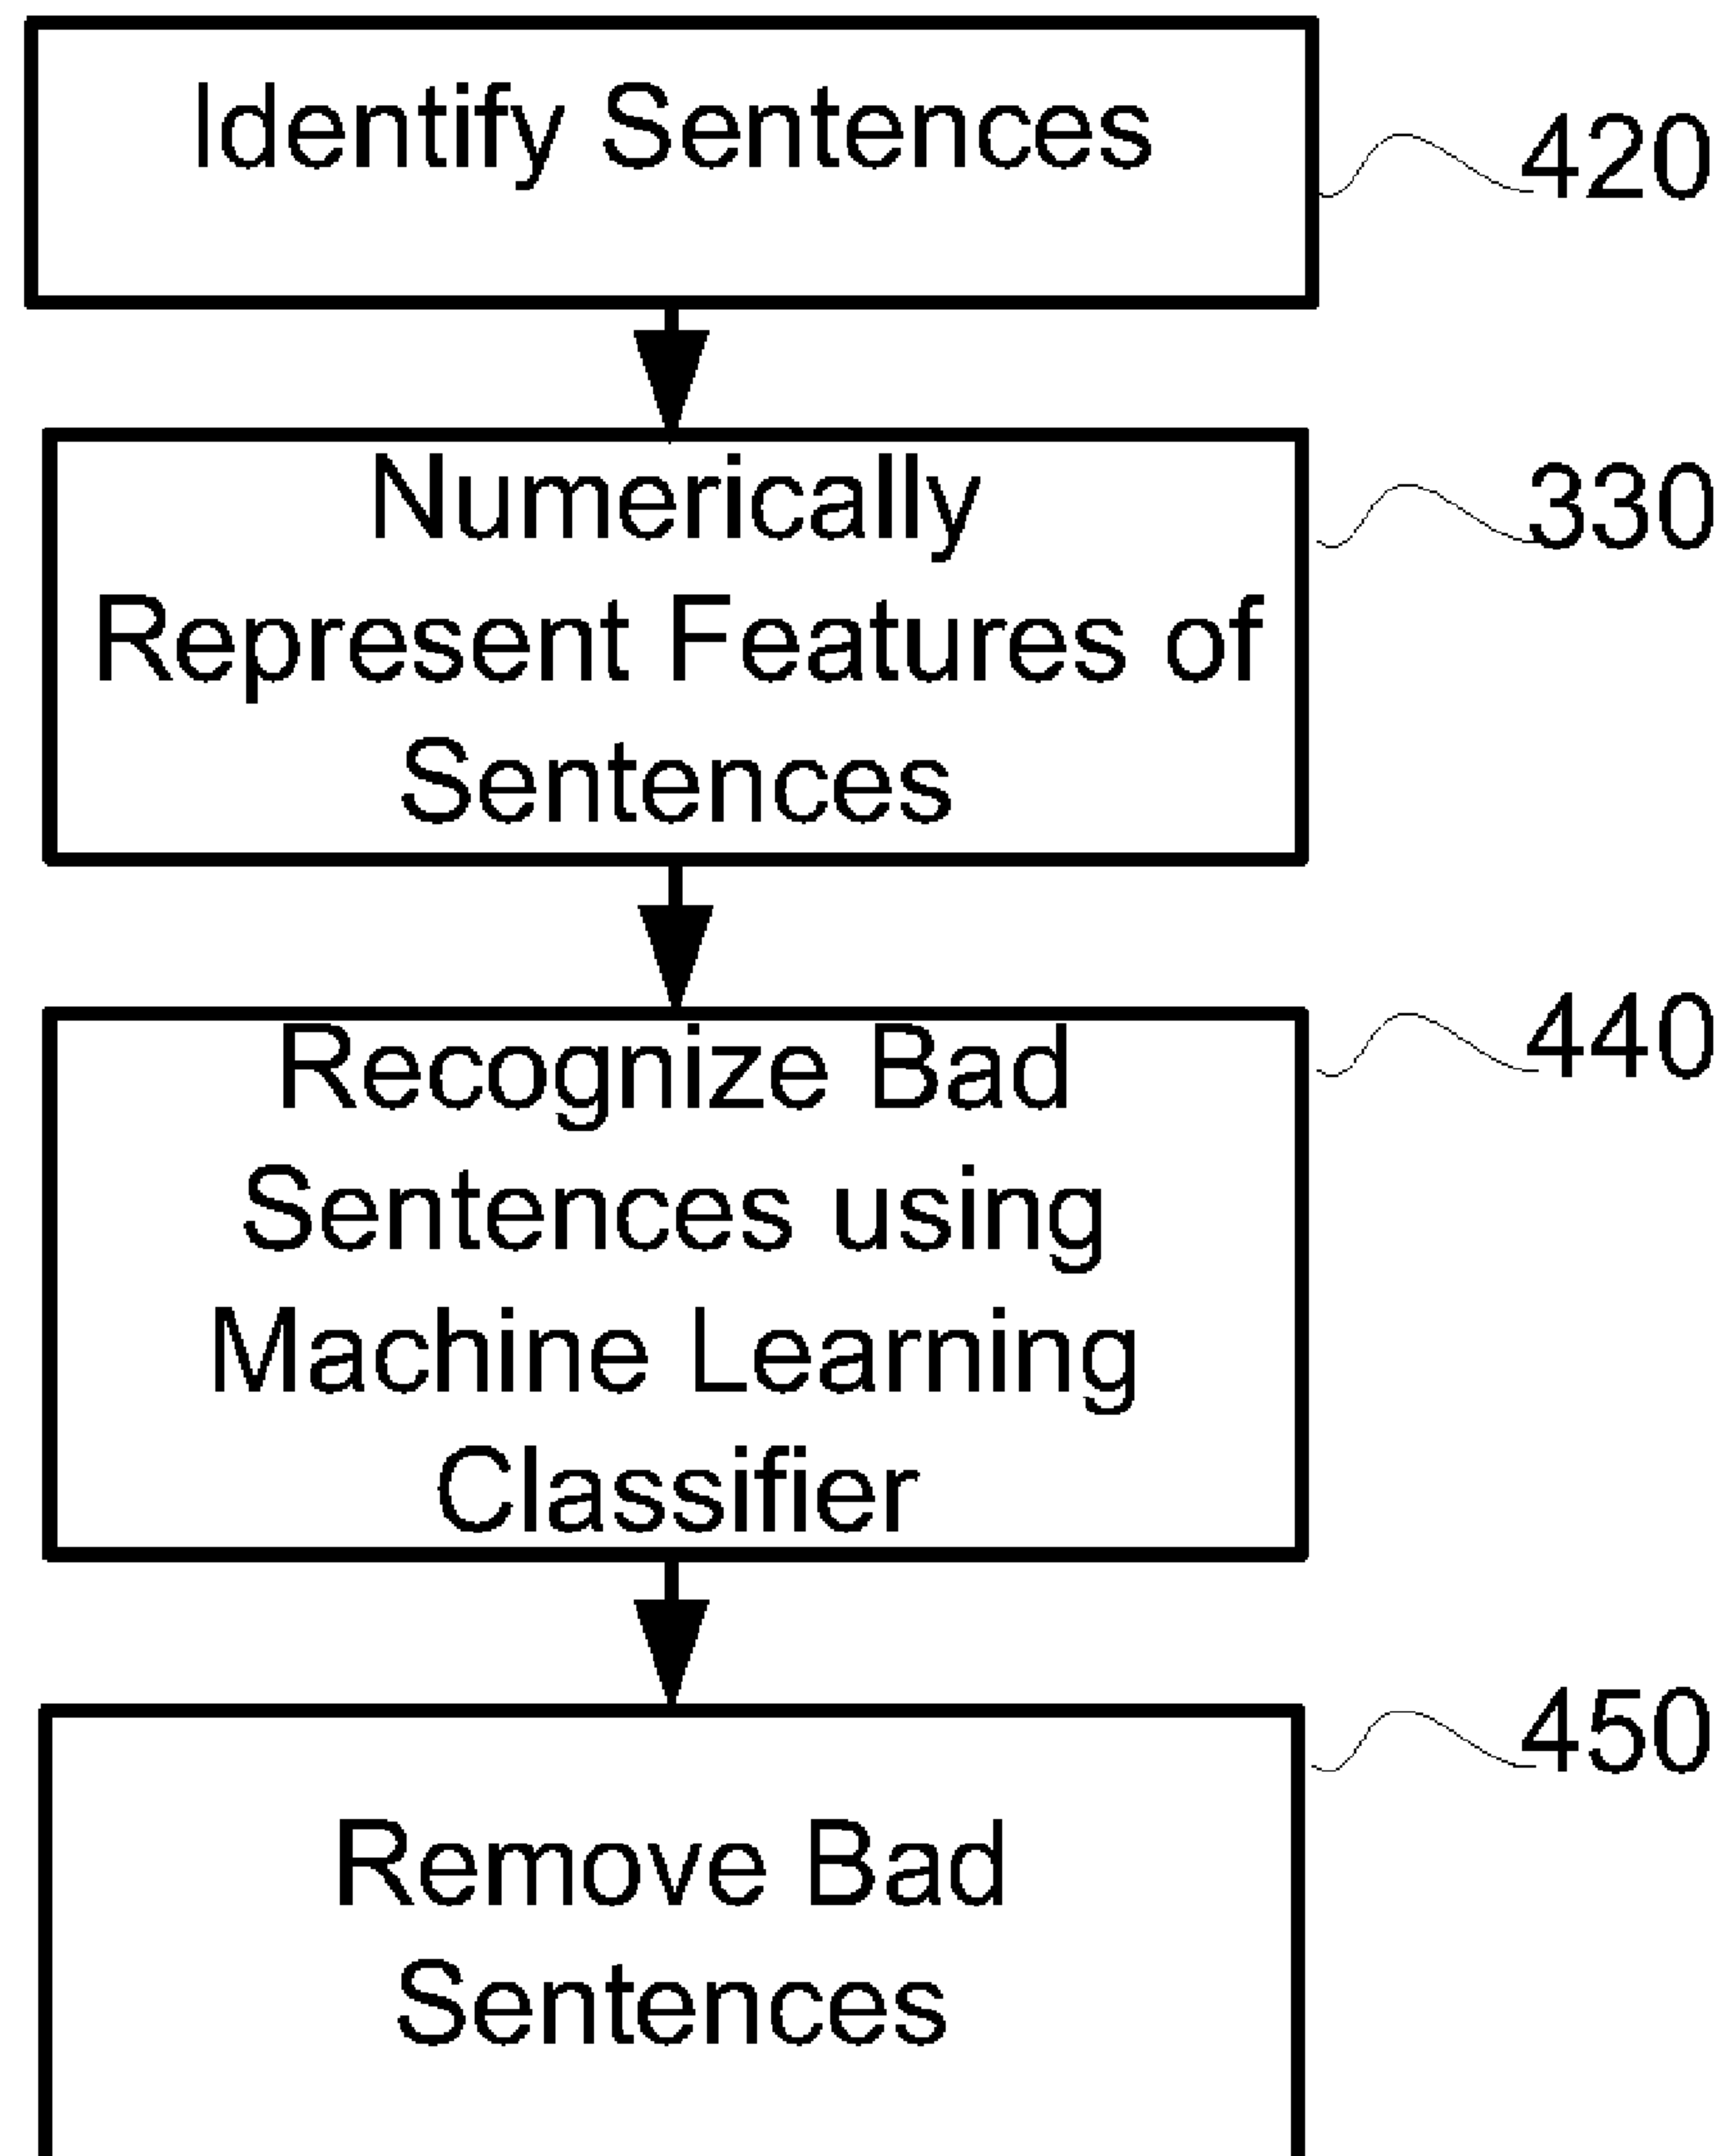 Identify Sentences
420
Numerically
Represent Features of
Sentences
330
Recognize Bad
Sentences using
Machine Learning
Classifier
440
Remove Bad
Sentences
450